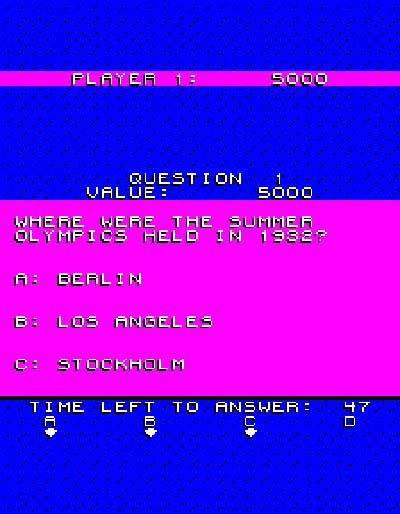 PLAYER 1: 5000
QUESTION 1
VALUE: 5000
WHERE WERE THE SUMMER
OLYMPICS HELD IN 1932?
A: BERLIN
B: LOS ANGELES
C: STOCKHOLM
TIME LEFT TO ANSWER: 47
A B C D